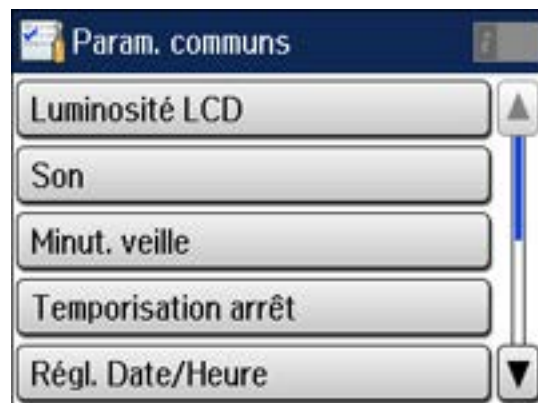 Param. communs
Luminosité LCD
Son
Minut. veille
Temporisation arrêt
Régl. Date/Heure